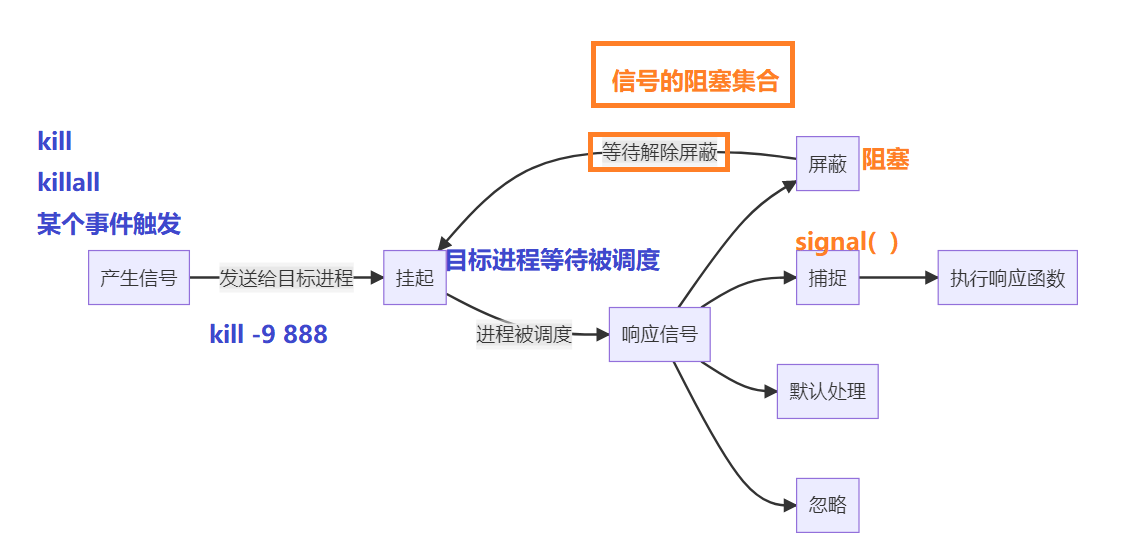 信号的阻塞集合
kill
killall
某个事件触发
等待解除屏蔽
屏蔽
阻塞
signal( )
产生信号
发送给目标进程
挂起
目标进程等待被调度
捕捉
执行响应函数
kill -9 888
进程被调度
响应信号
默认处理
忽略